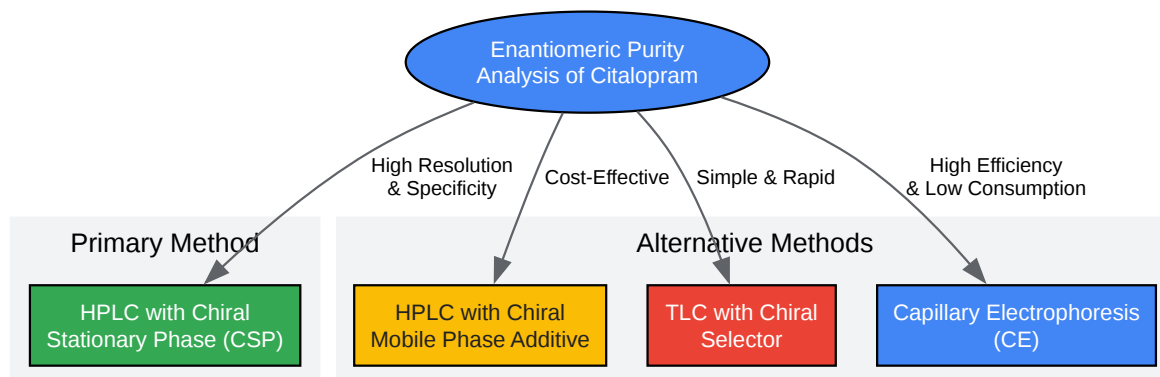 Enantiomeric Purity
Analysis of Citalopram
High Resolution
& Specificity
Cost-Effective
Simple & Rapid
High Efficiency
& Low Consumption
Primary Method
Alternative Methods
HPLC with Chiral
Stationary Phase (CSP)
HPLC with Chiral
Mobile Phase Additive
TLC with Chiral
Selector
Capillary Electrophoresis
(CE)